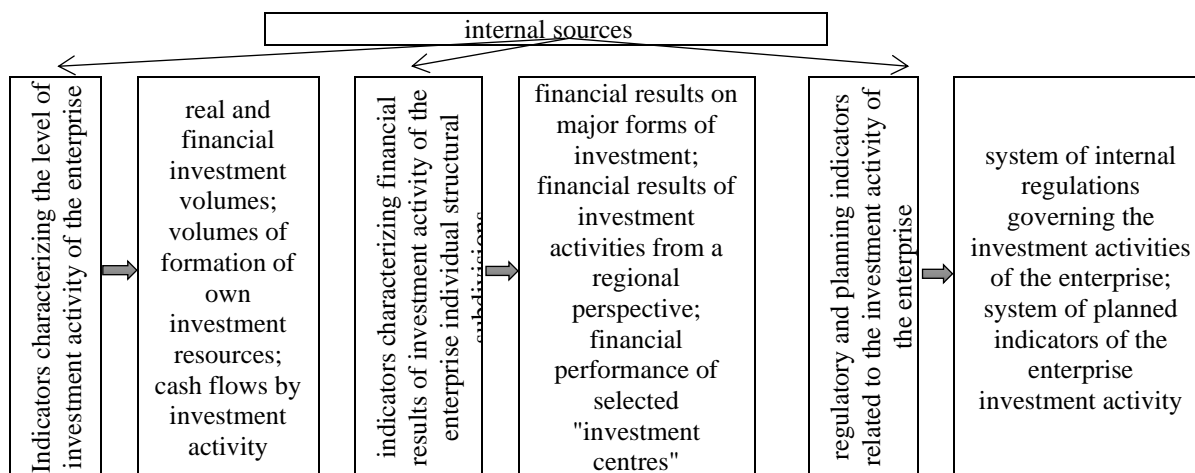 internal sources
Indicators characterizing the level of
investment activity of the enterprise
real and
financial
investment
volumes;
volumes of
formation of
own
investment
resources;
cash flows by
investment
activity
indicators characterizing financial
results of investment activity of the
enterprise individual structural
subdivisions
financial results on
major forms of
investment;
financial results of
investment
activities from a
regional
perspective;
financial
performance of
selected
"investment
centres"
regulatory and planning indicators
related to the investment activity of
the enterprise
system of internal
regulations
governing the
investment activities
of the enterprise;
system of planned
indicators of the
enterprise
investment activity